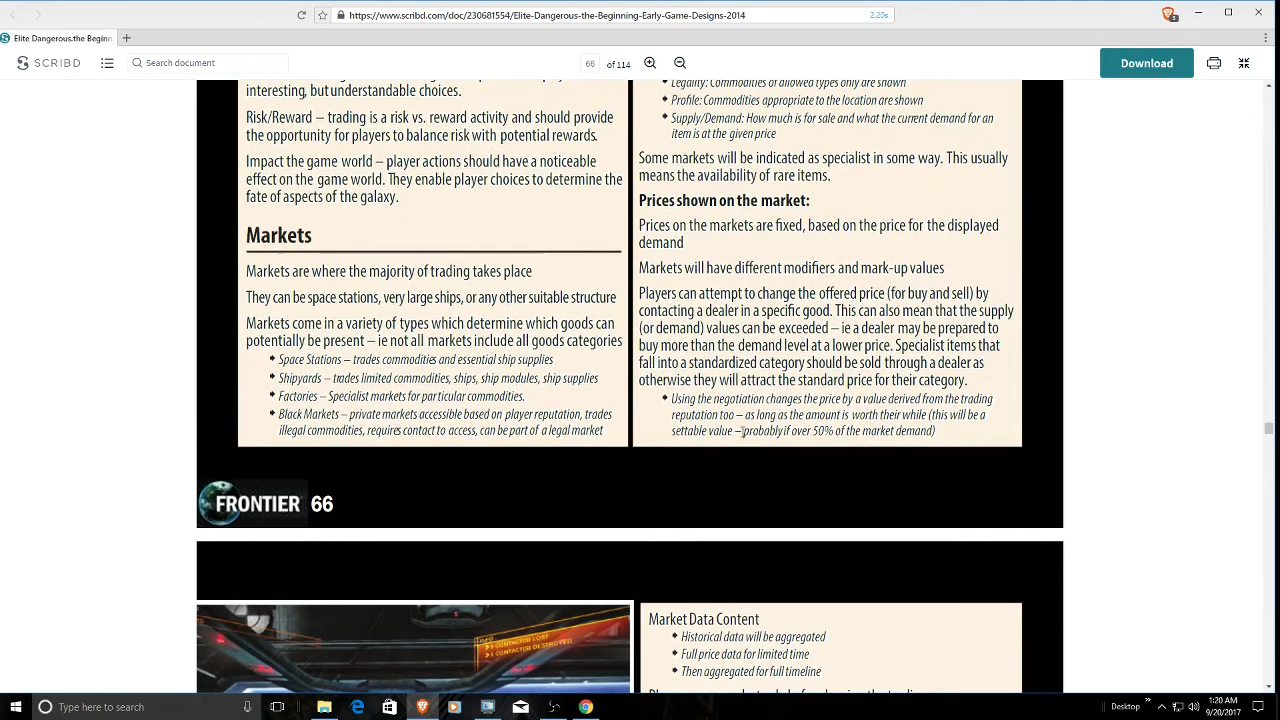 https://www.scribd.com/doc/230681554/Elite-Dangerous-the-Beginning-Early-Game-Designs-2014
2.20s
Elite Dangerous.the Beginn
SCRIBD
Search document
66 of 114
Download
interesting, but understandable choices.
Risk/Reward – trading is a risk vs. reward activity and should provide
the opportunity for players to balance risk with potential rewards.
Impact the game world – player actions should have a noticeable
effect on the game world. They enable player choices to determine the
fate of aspects of the galaxy.
Markets
Markets are where the majority of trading takes place
They can be space stations, very large ships, or any other suitable structure
Markets come in a variety of types which determine which goods can
potentially be present – ie not all markets include all goods categories
Space Stations – trades commodities and essential ship supplies
Shipyards – trades limited commodities, ships, ship modules, ship supplies
Factories – Specialist markets for particular commodities.
Black Markets – private markets accessible based on player reputation, trades
illegal commodities, requires contact to access, can be part of a legal market
Legality: Commodities of allowed types only are shown
Profile: Commodities appropriate to the location are shown
Supply/Demand: How much is for sale and what the current demand for an
item is at the given price
Some markets will be indicated as specialist in some way. This usually
means the availability of rare items.
Prices shown on the market:
Prices on the markets are fixed, based on the price for the displayed
demand
Markets will have different modifiers and mark-up values
Players can attempt to change the offered price (for buy and sell) by
contacting a dealer in a specific good. This can also mean that the supply
(or demand) values can be exceeded – ie a dealer may be prepared to
buy more than the demand level at a lower price. Specialist items that
fall into a standardized category should be sold through a dealer as
otherwise they will attract the standard price for their category.
Using the negotiation changes the price by a value derived from the trading
reputation too – as long as the amount is worth their while (this will be a
settable value – probably if over 50% of the market demand)
FRONTIER 66
CONTACT(S) LOST
1 CONTACT(S) DESTROYED
Market Data Content
Historical data will be aggregated
Full price data for limited time
Then aggregated for full timeline
Type here to search
Desktop
1:20 AM
9/20/2017